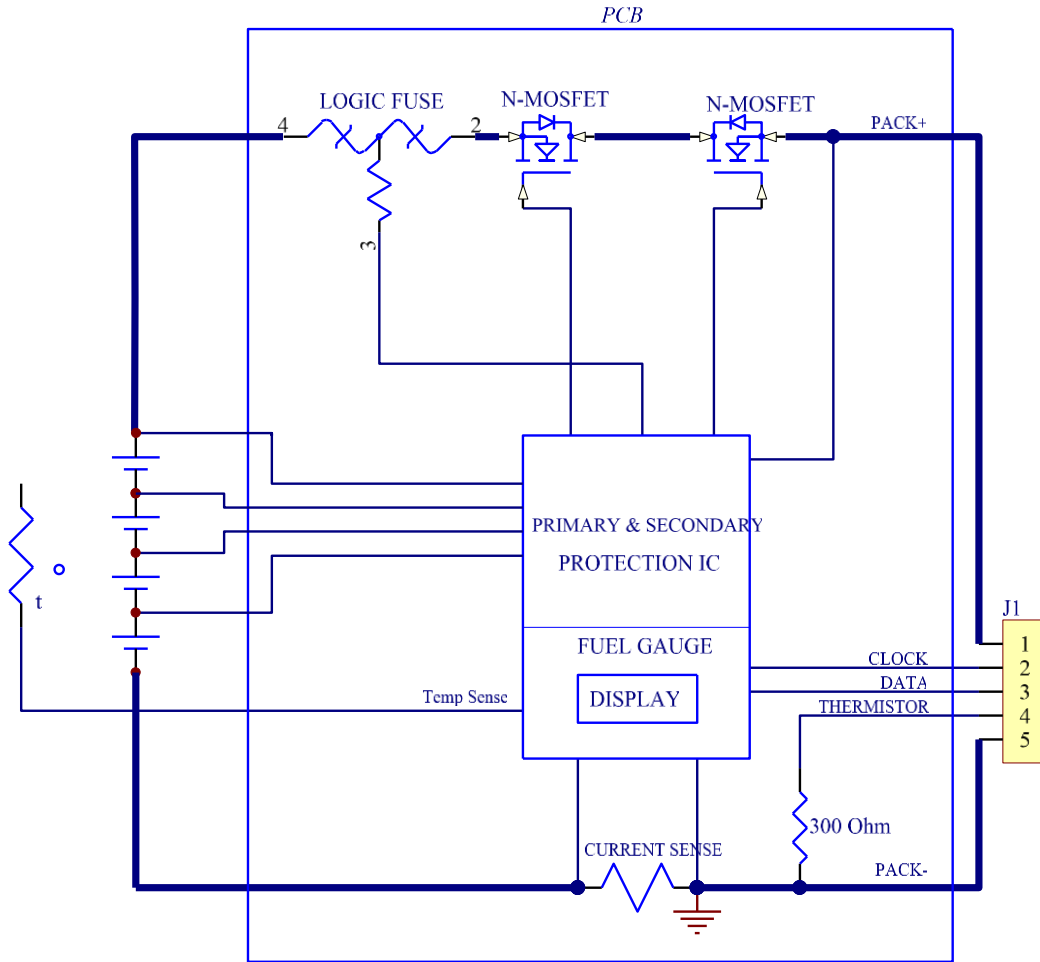 PCB
LOGIC FUSE
N-MOSFET
N-MOSFET
4
2
PACK+
3
PRIMARY & SECONDARY
PROTECTION IC
t
J1
FUEL GAUGE
1
CLOCK
2
DATA
3
Temp Sense
DISPLAY
THERMISTOR
4
5
300 Ohm
CURRENT SENSE
PACK-